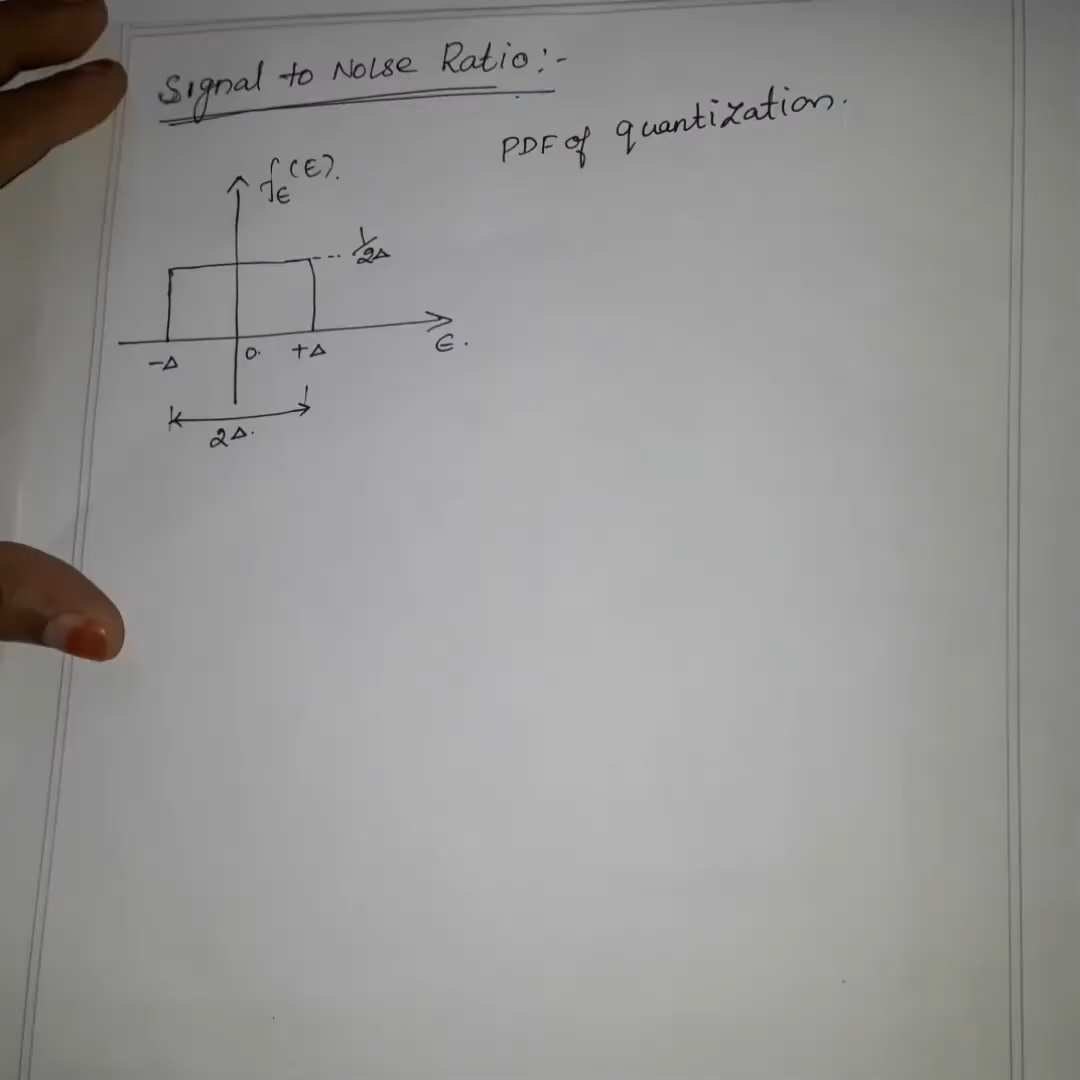 Signal to Noise Ratio:-
PDF of quantization.
fϵ(ϵ).
1/2Δ
-Δ 0. +Δ ϵ.
2Δ.